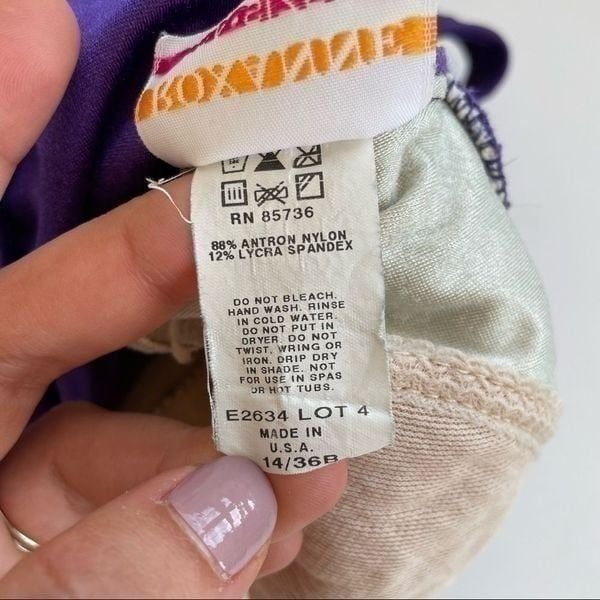 ROXANNE
RN 85736
88% ANTRON NYLON
12% LYCRA SPANDEX
DO NOT BLEACH.
HAND WASH. RINSE
IN COLD WATER.
DO NOT PUT IN
DRYER. DO NOT
TWIST, WRING OR
IRON. DRIP DRY
IN SHADE. NOT
FOR USE IN SPAS
OR HOT TUBS.
E2634 LOT 4
MADE IN
U.S.A.
14/36B